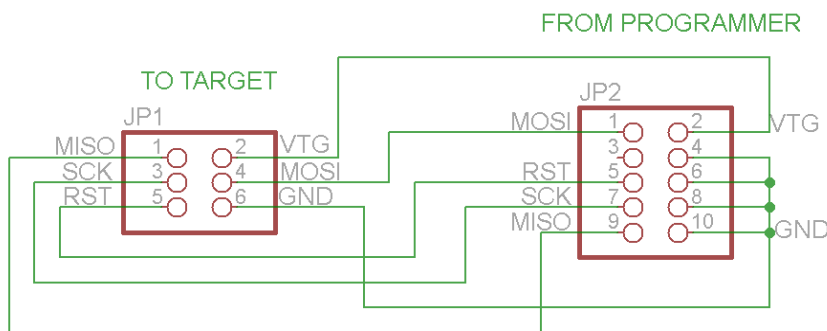 FROM PROGRAMMER
TO TARGET
JP1
MISO 1 2 VTG
SCK 3 4 MOSI
RST 5 6 GND
JP2
MOSI 1 2 VTG
3 4
RST 5 6
SCK 7 8
MISO 9 10 GND